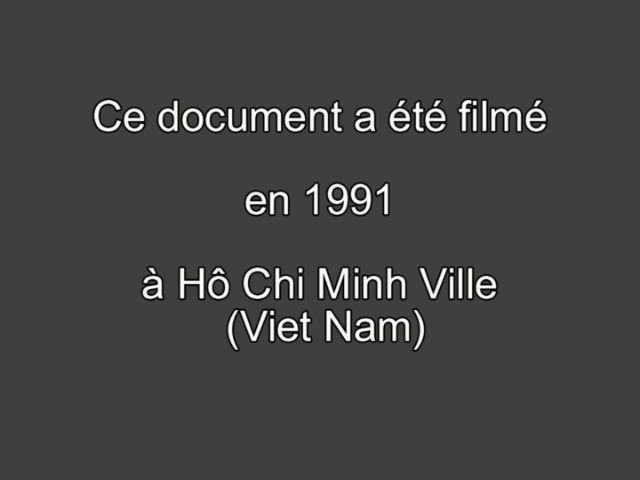 Ce document a été filmé
en 1991
à Hô Chi Minh Ville
(Viet Nam)